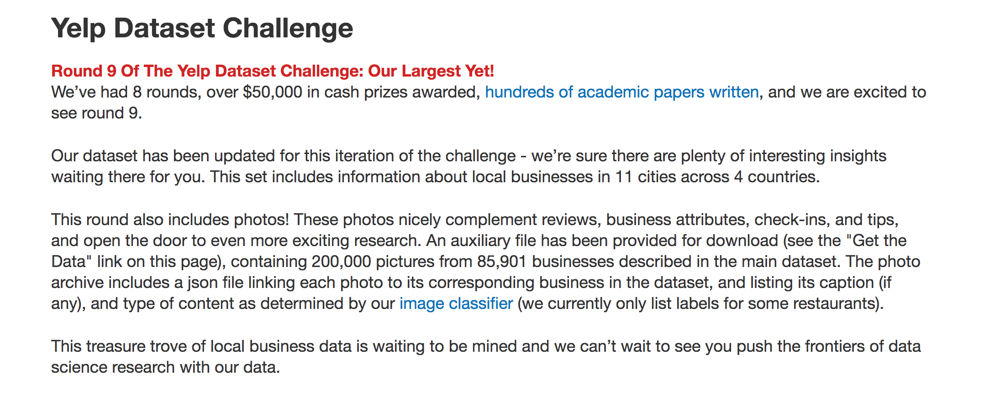 Yelp Dataset Challenge
Round 9 Of The Yelp Dataset Challenge: Our Largest Yet!
We’ve had 8 rounds, over $50,000 in cash prizes awarded, hundreds of academic papers written, and we are excited to
see round 9.
Our dataset has been updated for this iteration of the challenge - we’re sure there are plenty of interesting insights
waiting there for you. This set includes information about local businesses in 11 cities across 4 countries.
This round also includes photos! These photos nicely complement reviews, business attributes, check-ins, and tips,
and open the door to even more exciting research. An auxiliary file has been provided for download (see the "Get the
Data" link on this page), containing 200,000 pictures from 85,901 businesses described in the main dataset. The photo
archive includes a json file linking each photo to its corresponding business in the dataset, and listing its caption (if
any), and type of content as determined by our image classifier (we currently only list labels for some restaurants).
This treasure trove of local business data is waiting to be mined and we can’t wait to see you push the frontiers of data
science research with our data.